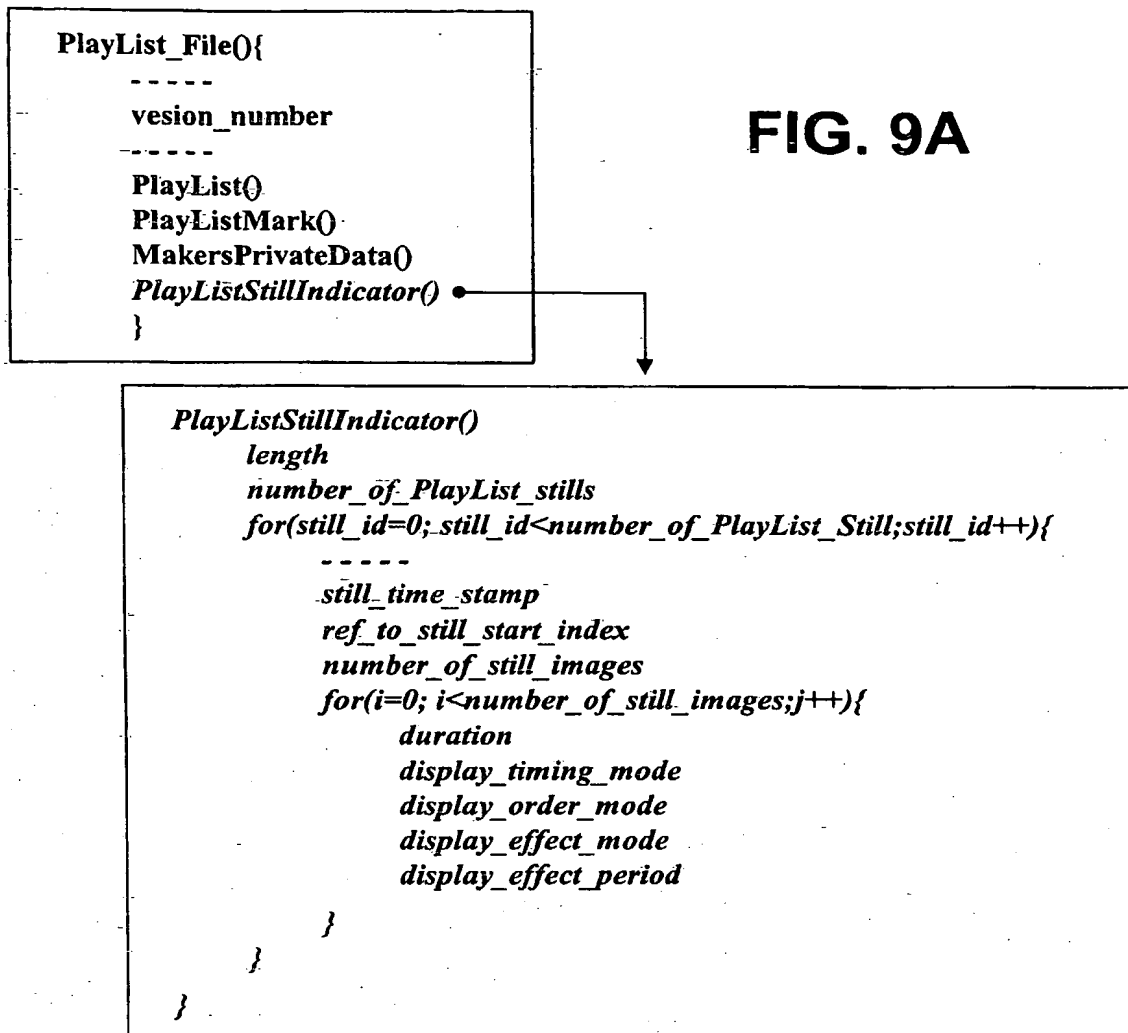 PlayList_File(){
-----
vesion_number
-----
PlayList()
PlayListMark()
MakersPrivateData()
PlayListStillIndicator()
}
FIG. 9A
PlayListStillIndicator()
length
number_of_PlayList_stills
for(still_id=0; still_id<number_of_PlayList_Still;still_id++){
-----
still_time_stamp
ref_to_still_start_index
number_of_still_images
for(i=0; i<number_of_still_images;j++){
duration
display_timing_mode
display_order_mode
display_effect_mode
display_effect_period
}
}
}